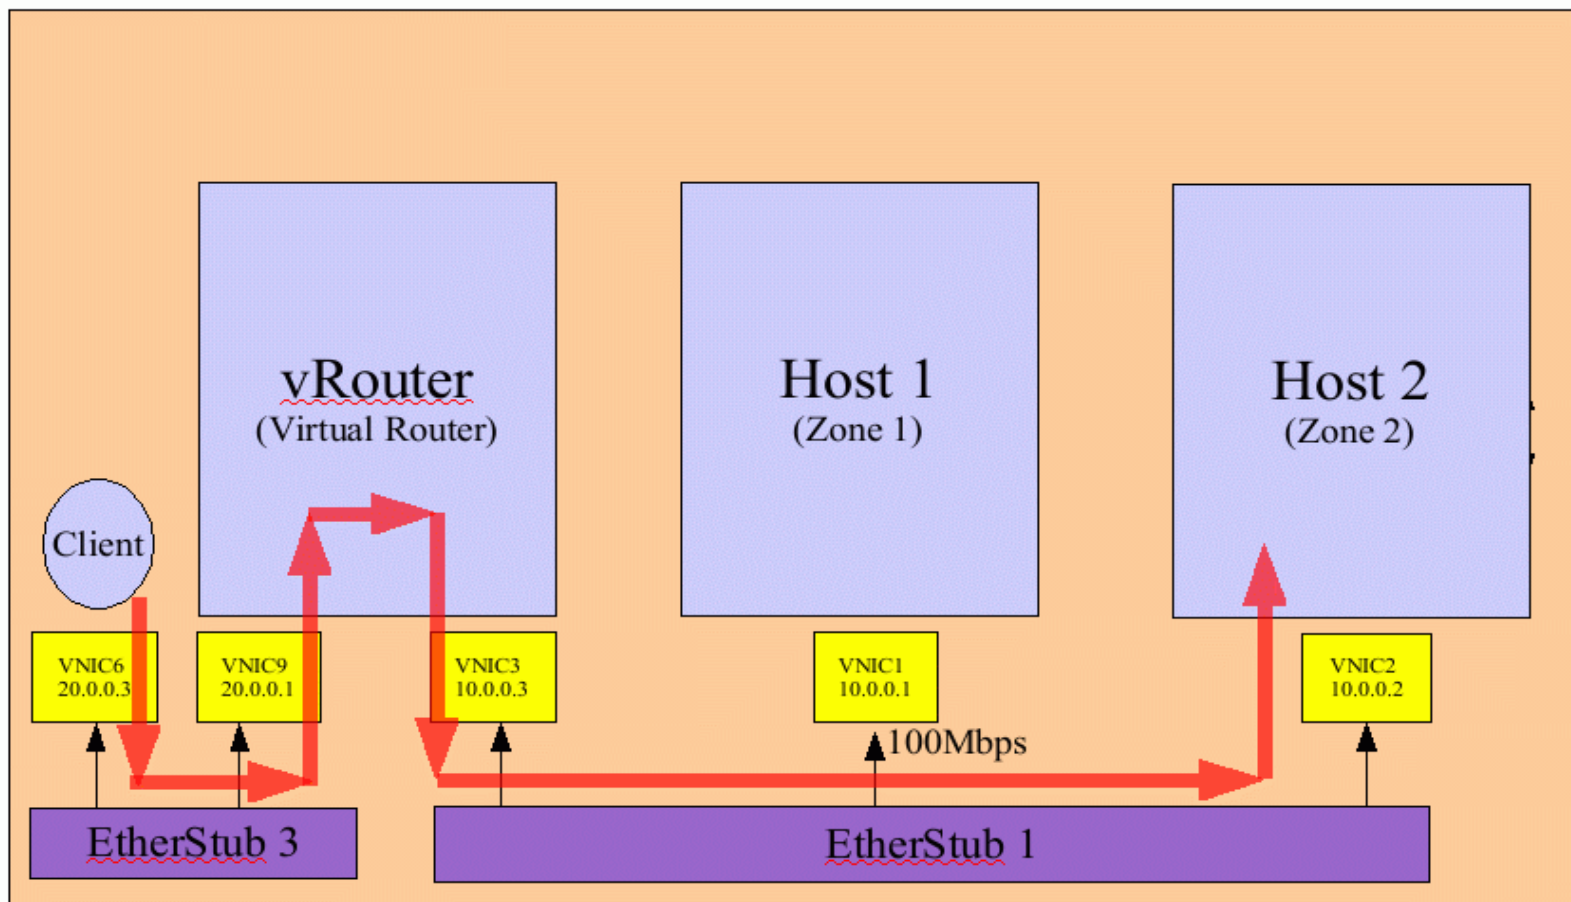 vRouter
(Virtual Router)
Host 1
(Zone 1)
Host 2
(Zone 2)
Client
VNIC6
20.0.0.3
VNIC9
20.0.0.1
VNIC3
10.0.0.3
VNIC1
10.0.0.1
VNIC2
10.0.0.2
100Mbps
EtherStub 3
EtherStub 1